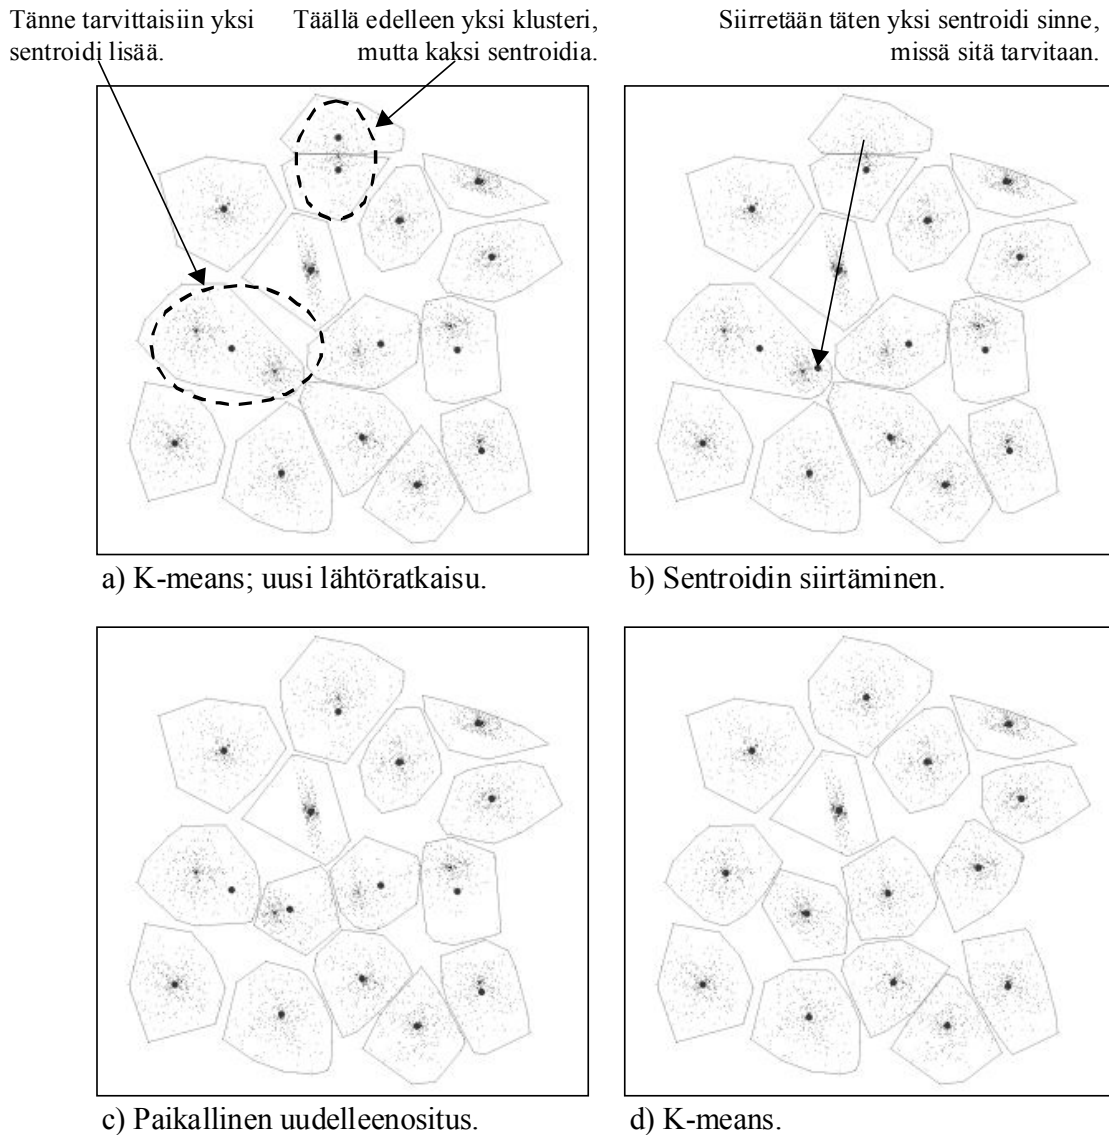 Tänne tarvittaisiin yksi
sentroidi lisää.
Täällä edelleen yksi klusteri,
mutta kaksi sentroidia.
Siirretään täten yksi sentroidi sinne,
missä sitä tarvitaan.
a) K-means; uusi lähtöratkaisu.
b) Sentroidin siirtäminen.
c) Paikallinen uudelleenositus.
d) K-means.